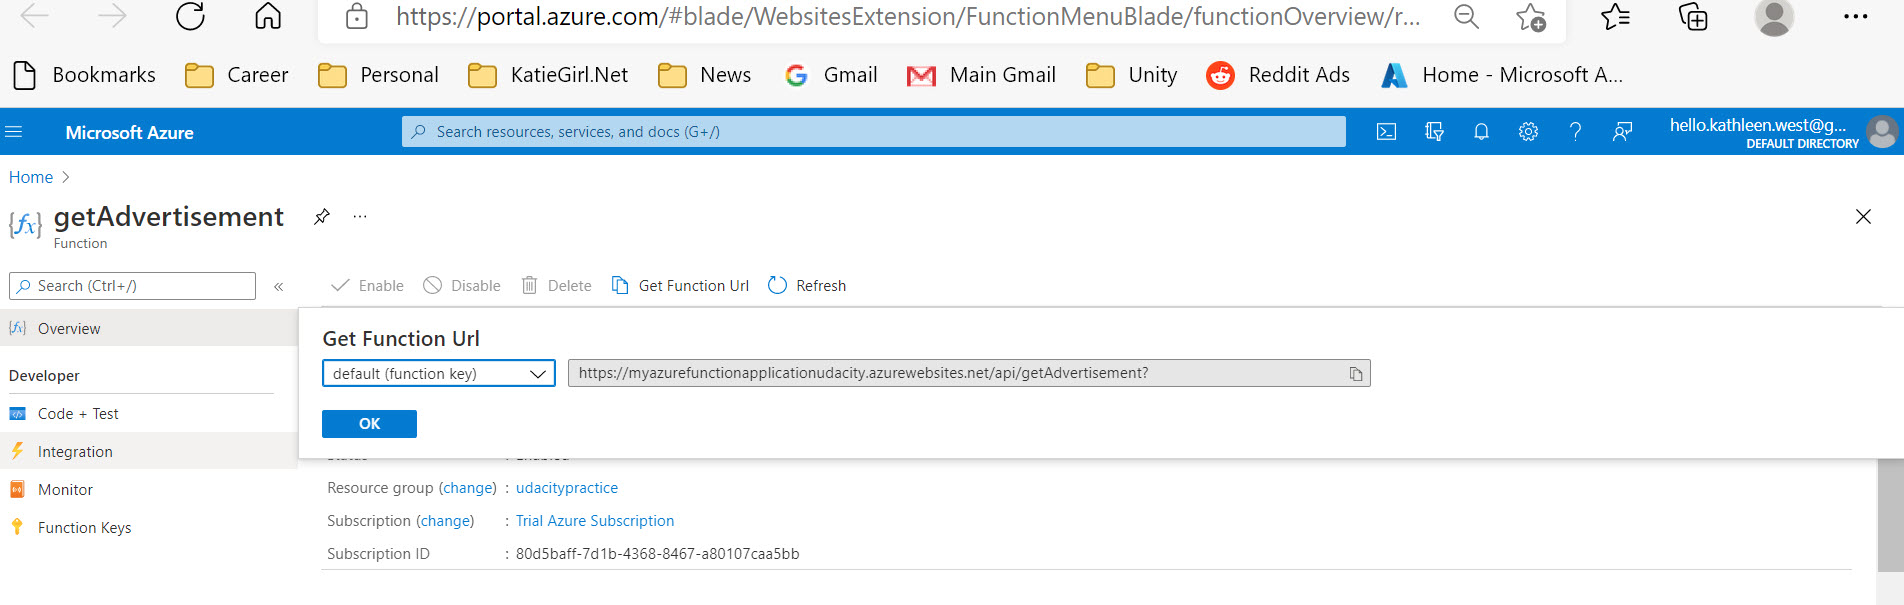 https://portal.azure.com/#blade/WebsitesExtension/FunctionMenuBlade/functionOverview/r...
Bookmarks Career Personal KatieGirl.Net News Gmail Main Gmail Unity Reddit Ads Home - Microsoft A...
Microsoft Azure
Search resources, services, and docs (G+/)
hello.kathleen.west@g...
DEFAULT DIRECTORY
Home >
getAdvertisement
Function
Search (Ctrl+/)
Enable Disable Delete Get Function Url Refresh
Overview
Developer
Code + Test
Integration
Monitor
Function Keys
Get Function Url
default (function key)
https://myazurefunctionapplicationudacity.azurewebsites.net/api/getAdvertisement?
OK
Resource group (change) : udacitypractice
Subscription (change) : Trial Azure Subscription
Subscription ID : 80d5baff-7d1b-4368-8467-a80107caa5bb